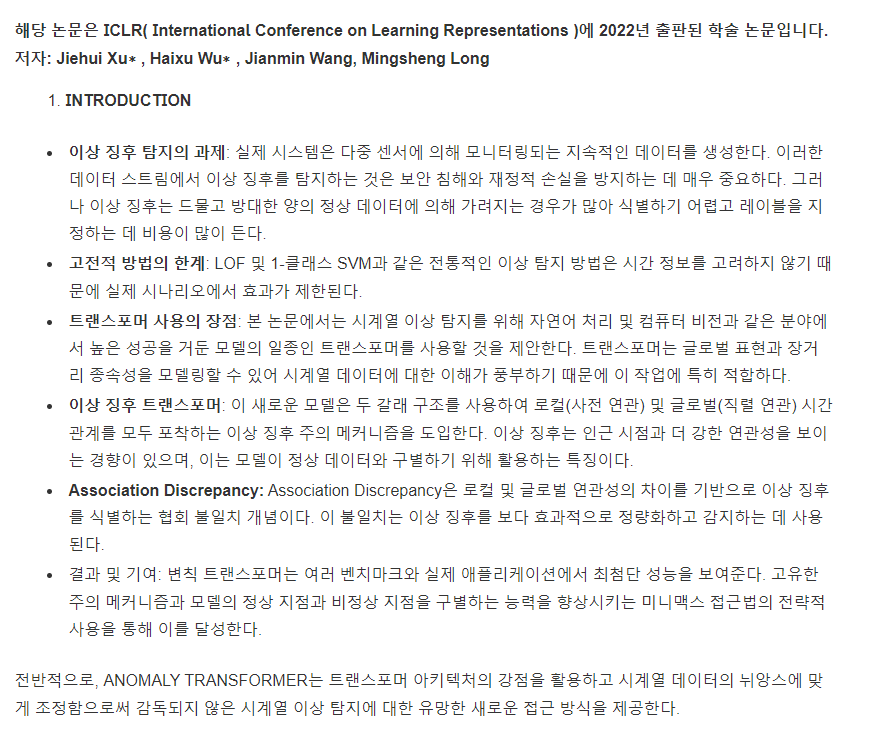 해당 논문은 ICLR( International Conference on Learning Representations )에 2022년 출판된 학술 논문입니다.
저자: Jiehui Xu∗ , Haixu Wu∗ , Jianmin Wang, Mingsheng Long
1. INTRODUCTION
• 이상 징후 탐지의 과제: 실제 시스템은 다중 센서에 의해 모니터링되는 지속적인 데이터를 생성한다. 이러한
데이터 스트림에서 이상 징후를 탐지하는 것은 보안 침해와 재정적 손실을 방지하는 데 매우 중요하다. 그러
나 이상 징후는 드물고 방대한 양의 정상 데이터에 의해 가려지는 경우가 많아 식별하기 어렵고 레이블을 지
정하는 데 비용이 많이 든다.
• 고전적 방법의 한계: LOF 및 1-클래스 SVM과 같은 전통적인 이상 탐지 방법은 시간 정보를 고려하지 않기 때
문에 실제 시나리오에서 효과가 제한된다.
• 트랜스포머 사용의 장점: 본 논문에서는 시계열 이상 탐지를 위해 자연어 처리 및 컴퓨터 비전과 같은 분야에
서 높은 성공을 거둔 모델의 일종인 트랜스포머를 사용할 것을 제안한다. 트랜스포머는 글로벌 표현과 장거
리 종속성을 모델링할 수 있어 시계열 데이터에 대한 이해가 풍부하기 때문에 이 작업에 특히 적합하다.
• 이상 징후 트랜스포머: 이 새로운 모델은 두 갈래 구조를 사용하여 로컬(사전 연관) 및 글로벌(직렬 연관) 시간
관계를 모두 포착하는 이상 징후 주의 메커니즘을 도입한다. 이상 징후는 인근 시점과 더 강한 연관성을 보이
는 경향이 있으며, 이는 모델이 정상 데이터와 구별하기 위해 활용하는 특징이다.
• Association Discrepancy: Association Discrepancy은 로컬 및 글로벌 연관성의 차이를 기반으로 이상 징후
를 식별하는 협회 불일치 개념이다. 이 불일치는 이상 징후를 보다 효과적으로 정량화하고 감지하는 데 사용
된다.
• 결과 및 기여: 변칙 트랜스포머는 여러 벤치마크와 실제 애플리케이션에서 최첨단 성능을 보여준다. 고유한
주의 메커니즘과 모델의 정상 지점과 비정상 지점을 구별하는 능력을 향상시키는 미니맥스 접근법의 전략적
사용을 통해 이를 달성한다.
전반적으로, ANOMALY TRANSFORMER는 트랜스포머 아키텍처의 강점을 활용하고 시계열 데이터의 뉘앙스에 맞
게 조정함으로써 감독되지 않은 시계열 이상 탐지에 대한 유망한 새로운 접근 방식을 제공한다.